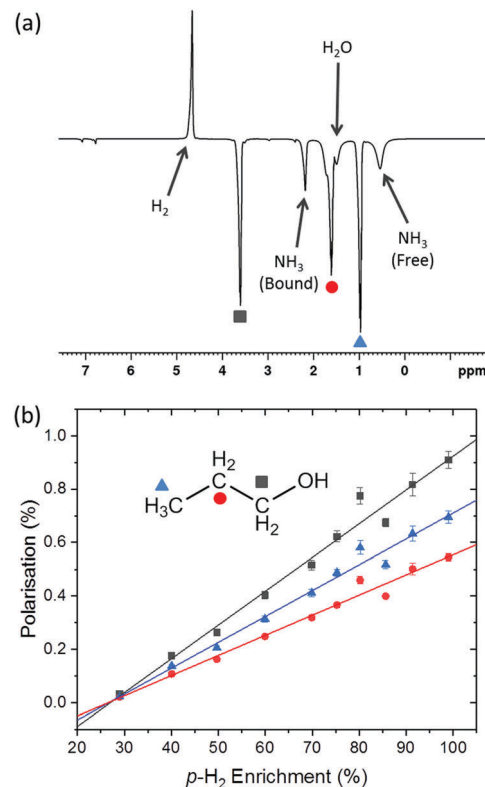 (a)
H₂O
H₂
NH₃
(Bound)
NH₃
(Free)
7 6 5 4 3 2 1 0 ppm
(b)
1.0
0.8
0.6
0.4
0.2
0.0
Polarisation (%)
H₂
C
OH
H₃C
C
H₂
20 30 40 50 60 70 80 90 100
p-H₂ Enrichment (%)